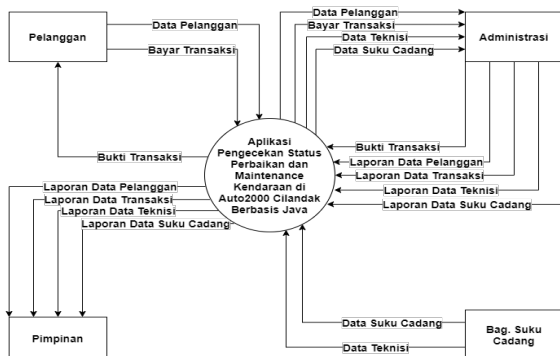 Pelanggan
Data Pelanggan
Bayar Transaksi
Data Pelanggan
Bayar Transaksi
Data Teknisi
Data Suku Cadang
Administrasi
Bukti Transaksi
Aplikasi
Pengecekan Status
Perbaikan dan
Maintenance
Kendaraan di
Auto2000 Cilandak
Berbasis Java
Bukti Transaksi
Laporan Data Pelanggan
Laporan Data Transaksi
Laporan Data Teknisi
Laporan Data Suku Cadang
Laporan Data Pelanggan
Laporan Data Transaksi
Laporan Data Teknisi
Laporan Data Suku Cadang
Pimpinan
Data Suku Cadang
Data Teknisi
Bag. Suku
Cadang